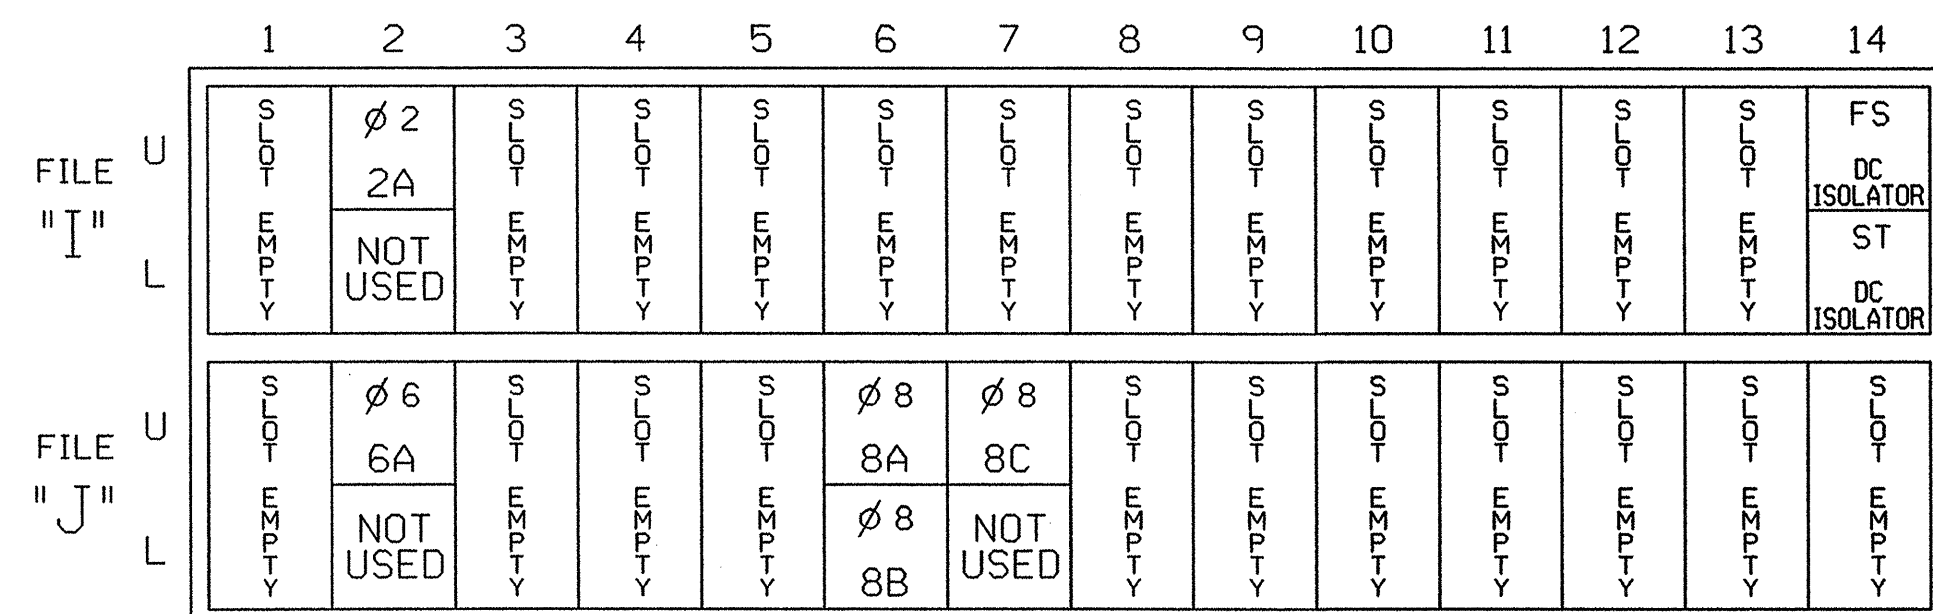 1 2 3 4 5 6 7 8 9 10 11 12 13 14
FILE "I"
U
L
SLOT EMPTY
Ø 2
2A
NOT
USED
SLOT EMPTY
SLOT EMPTY
SLOT EMPTY
SLOT EMPTY
SLOT EMPTY
SLOT EMPTY
SLOT EMPTY
SLOT EMPTY
SLOT EMPTY
SLOT EMPTY
SLOT EMPTY
FS
DC
ISOLATOR
ST
DC
ISOLATOR
FILE "J"
U
L
SLOT EMPTY
Ø 6
6A
NOT
USED
SLOT EMPTY
SLOT EMPTY
SLOT EMPTY
Ø 8
8A
Ø 8
8B
Ø 8
8C
NOT
USED
SLOT EMPTY
SLOT EMPTY
SLOT EMPTY
SLOT EMPTY
SLOT EMPTY
SLOT EMPTY
SLOT EMPTY